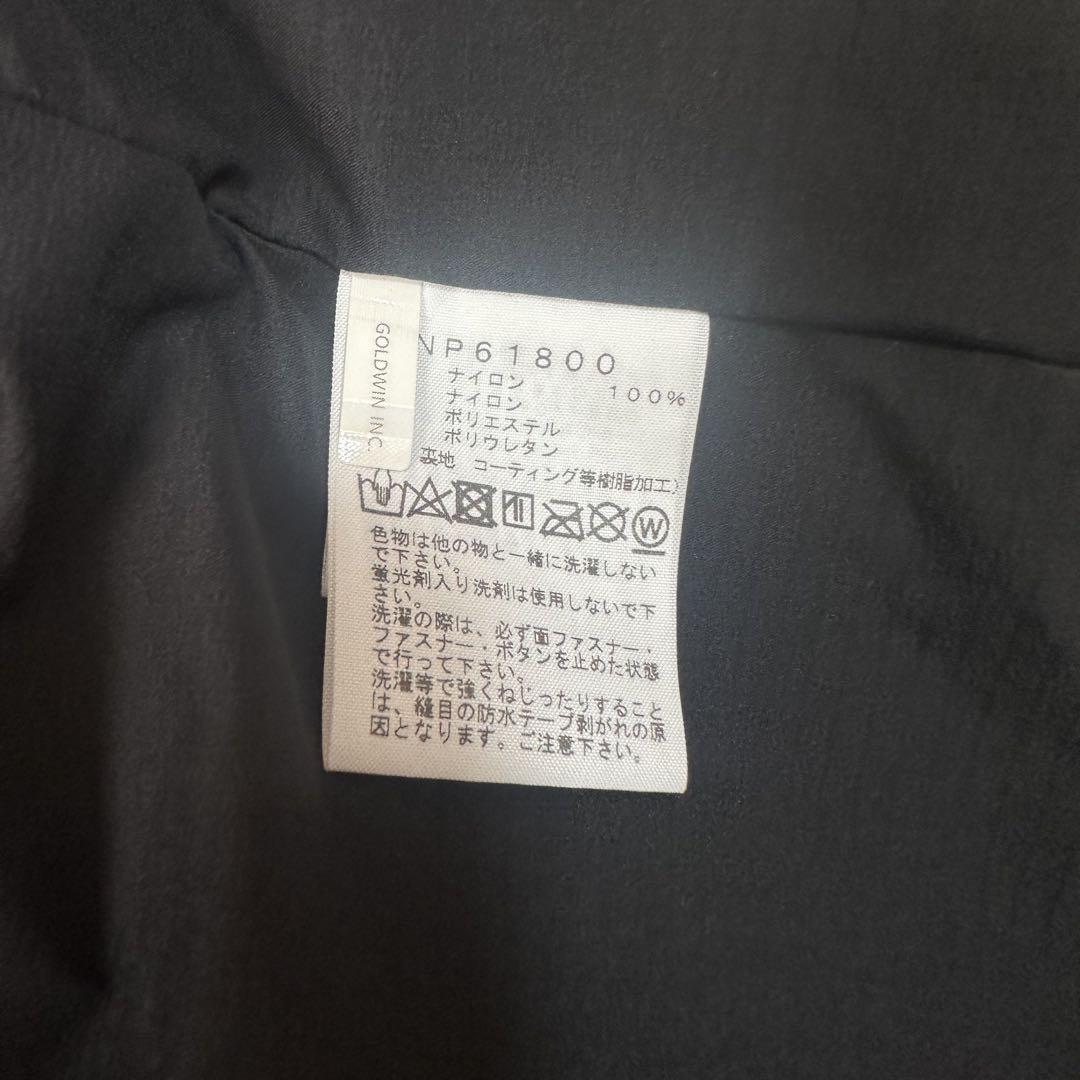 GOLDWIN INC.
NP61800
ナイロン 100%
ナイロン
ポリエステル
ポリウレタン
裏地 コーティング等樹脂加工)
W
色物は他の物と一緒に洗濯しない
で下さい。
蛍光剤入り洗剤は使用しないで下
さい。
洗濯の際は、必ず面ファスナー・
ファスナー・ボタンを止めた状態
で行って下さい。
洗濯等で強くねじったりすること
は、縫目の防水テープ剥がれの原
因となります。ご注意下さい。